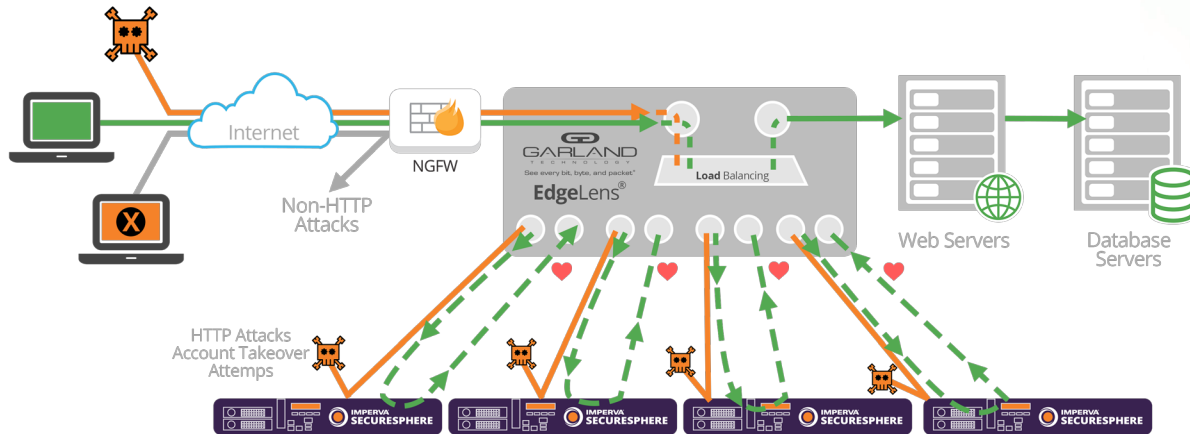 Internet
NGFW
Non-HTTP
Attacks
X
GD
GARLAND
TECHNOLOGY
See every bit, byte, and packet®
EdgeLens®
Load Balancing
Web Servers
Database
Servers
HTTP Attacks
Account Takeover
Attemps
IMPERVA
SECURESPHERE
IMPERVA
SECURESPHERE
IMPERVA
SECURESPHERE
IMPERVA
SECURESPHERE